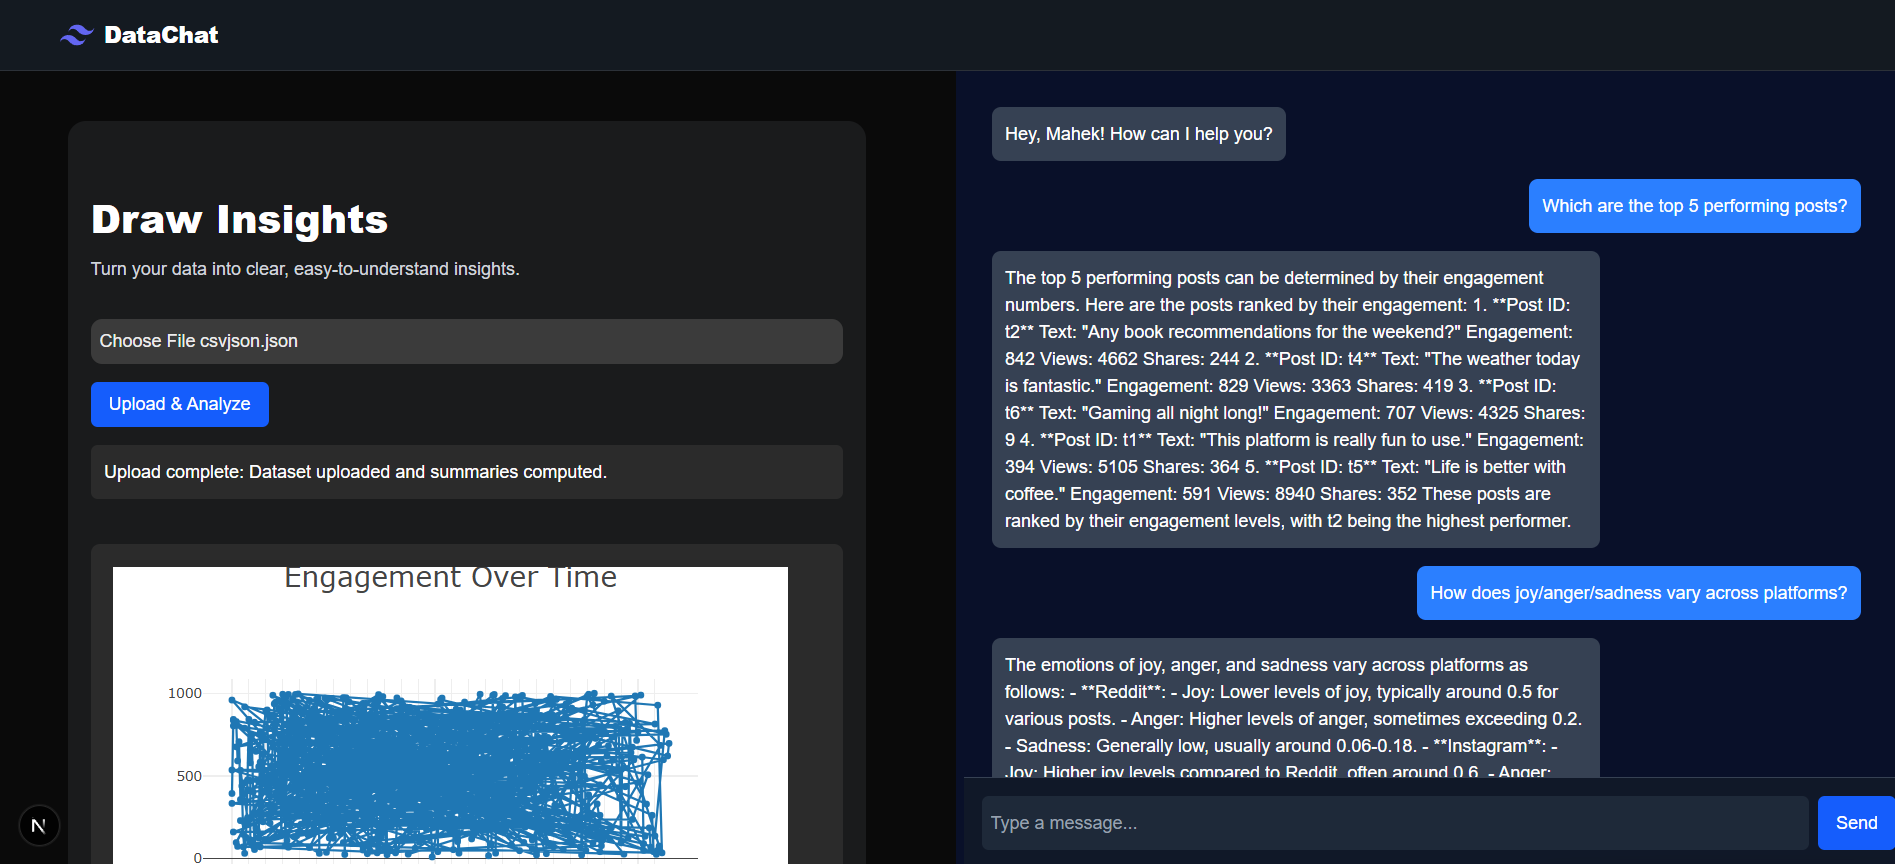 DataChat
Draw Insights
Turn your data into clear, easy-to-understand insights.
Choose File csvjson.json
Upload & Analyze
Upload complete: Dataset uploaded and summaries computed.
Engagement Over Time
1000
500
0
N
Hey, Mahek! How can I help you?
Which are the top 5 performing posts?
The top 5 performing posts can be determined by their engagement
numbers. Here are the posts ranked by their engagement: 1. **Post ID:
t2** Text: "Any book recommendations for the weekend?" Engagement:
842 Views: 4662 Shares: 244 2. **Post ID: t4** Text: "The weather today
is fantastic." Engagement: 829 Views: 3363 Shares: 419 3. **Post ID:
t6** Text: "Gaming all night long!" Engagement: 707 Views: 4325 Shares:
9 4. **Post ID: t1** Text: "This platform is really fun to use." Engagement:
394 Views: 5105 Shares: 364 5. **Post ID: t5** Text: "Life is better with
coffee." Engagement: 591 Views: 8940 Shares: 352 These posts are
ranked by their engagement levels, with t2 being the highest performer.
How does joy/anger/sadness vary across platforms?
The emotions of joy, anger, and sadness vary across platforms as
follows: - **Reddit**: - Joy: Lower levels of joy, typically around 0.5 for
various posts. - Anger: Higher levels of anger, sometimes exceeding 0.2.
- Sadness: Generally low, usually around 0.06-0.18. - **Instagram**: -
Joy: Higher joy levels compared to Reddit, often around 0.6. - Anger:
Type a message...
Send